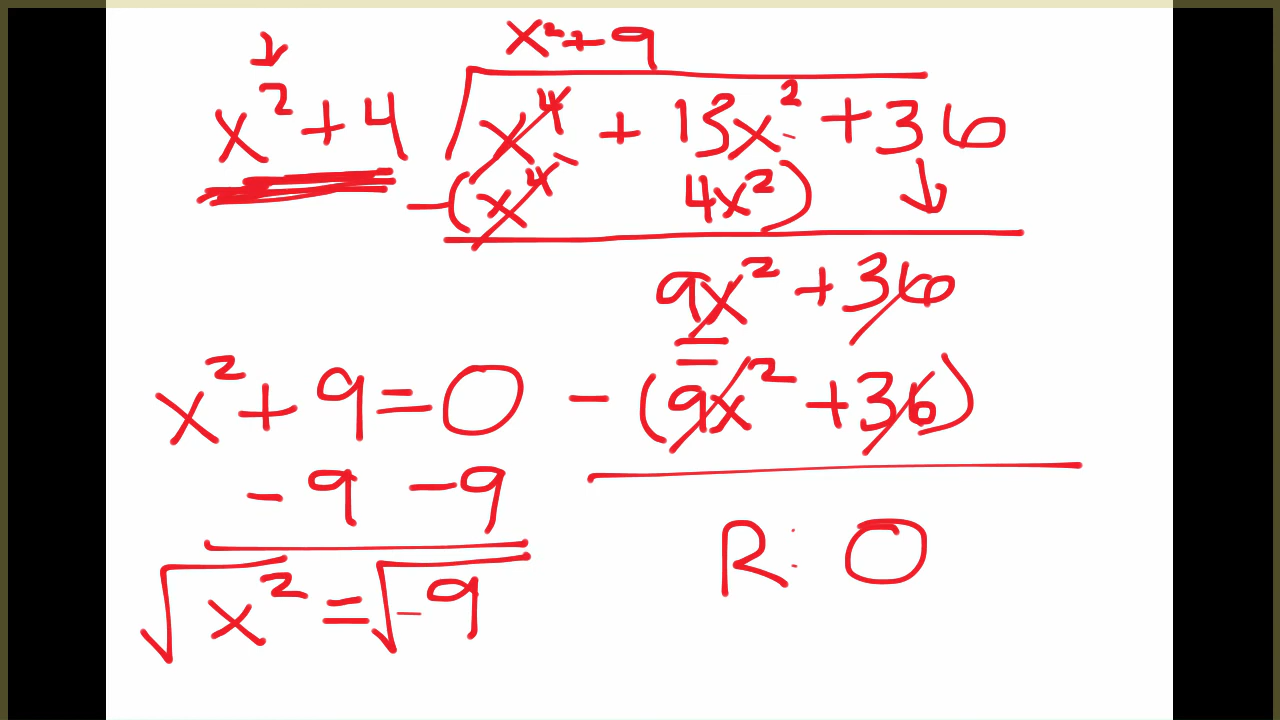 x² + 9
x² + 4 x⁴ + 13x² + 36
-(x⁴ 4x²)
9x² + 36
x² + 9 = 0 -(9x² + 36)
- 9 - 9
√x² = √-9 R: 0